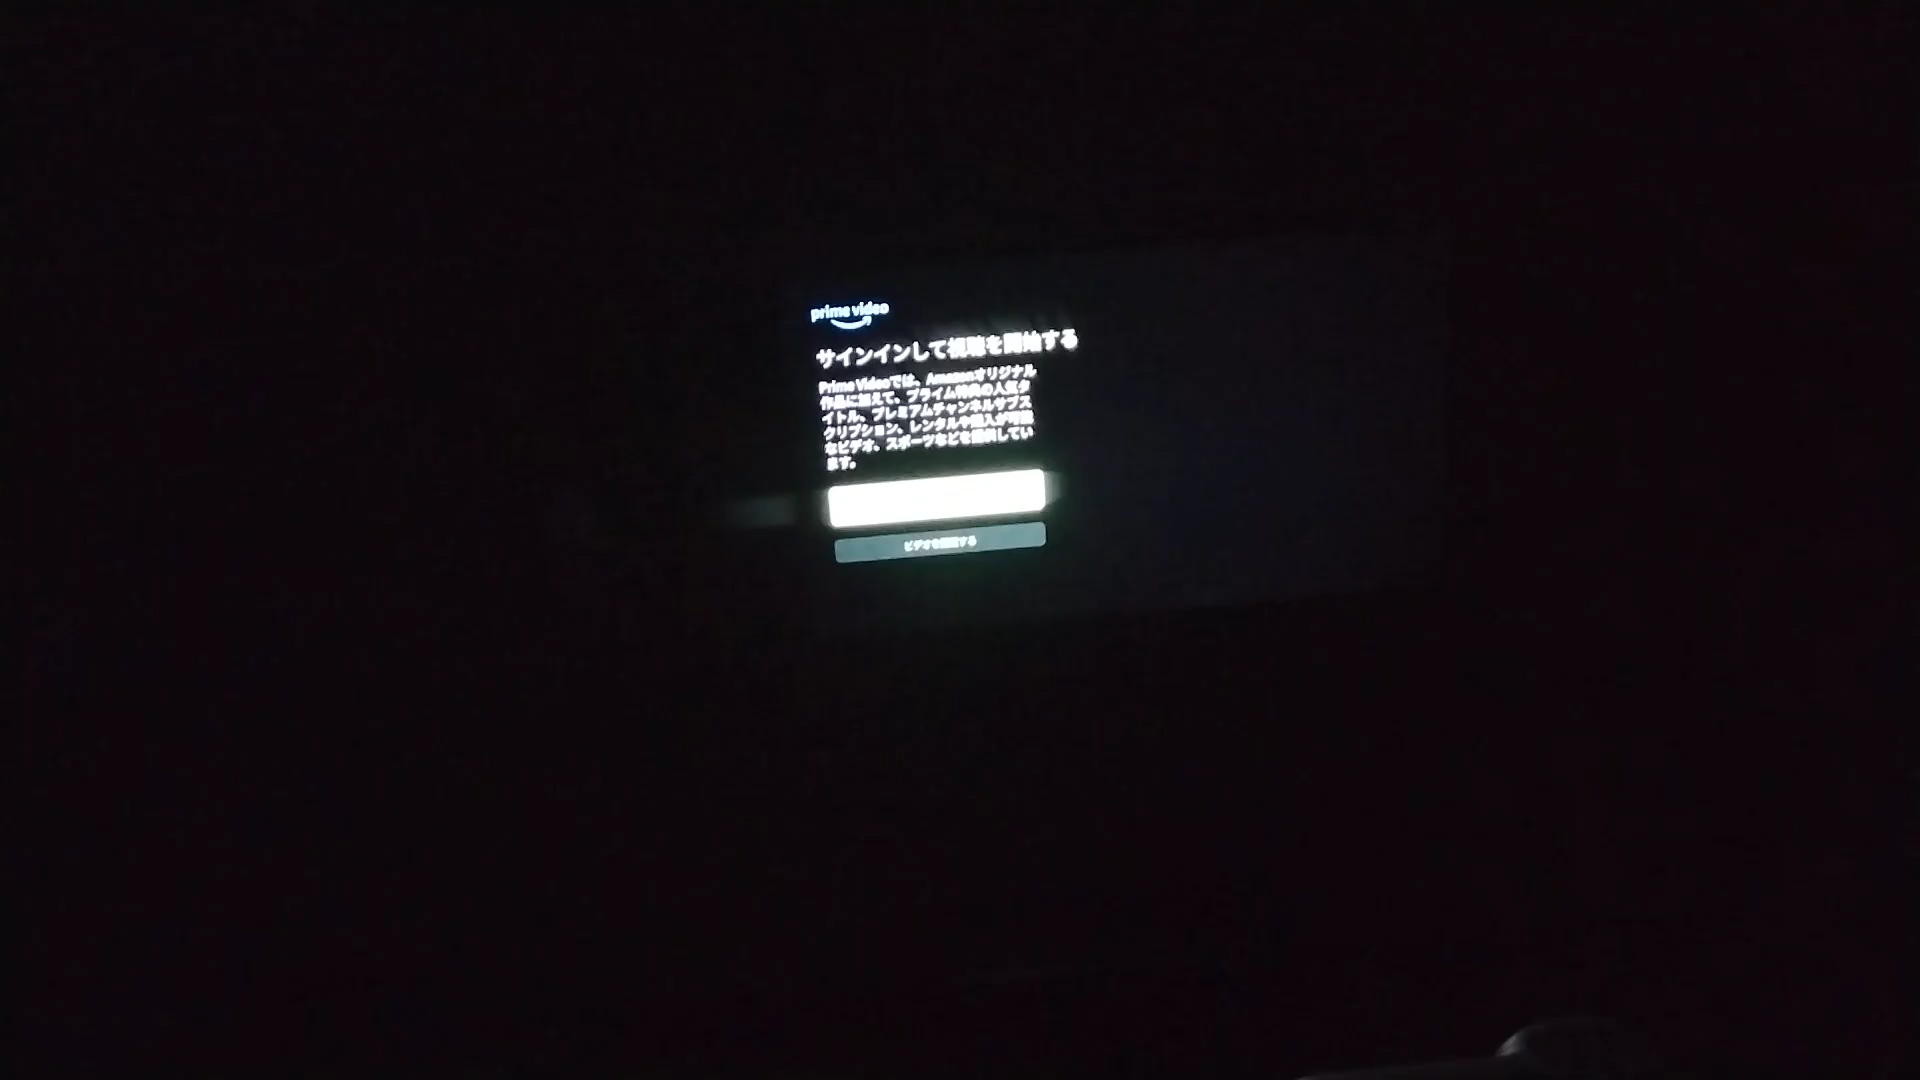 prime video
サインインして視聴を開始する
Prime Videoでは、Amazonオリジナル
作品に加えて、プライム特典の人気タ
イトル、プレミアムチャンネルサブス
クリプション、レンタルや購入が可能
なビデオ、スポーツなどを提供してい
ます。
ビデオを
する